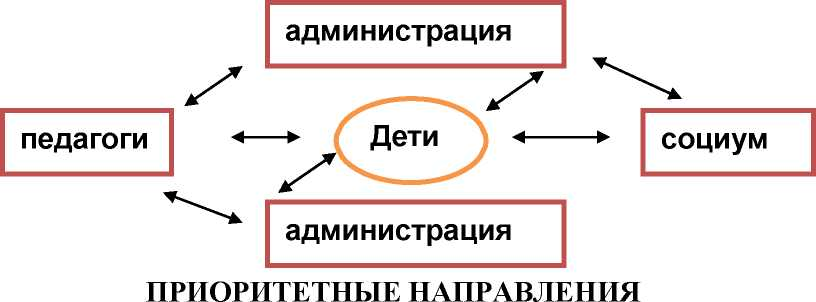 администрация
педагоги
Дети
социум
администрация
ПРИОРИТЕТНЫЕ НАПРАВЛЕНИЯ